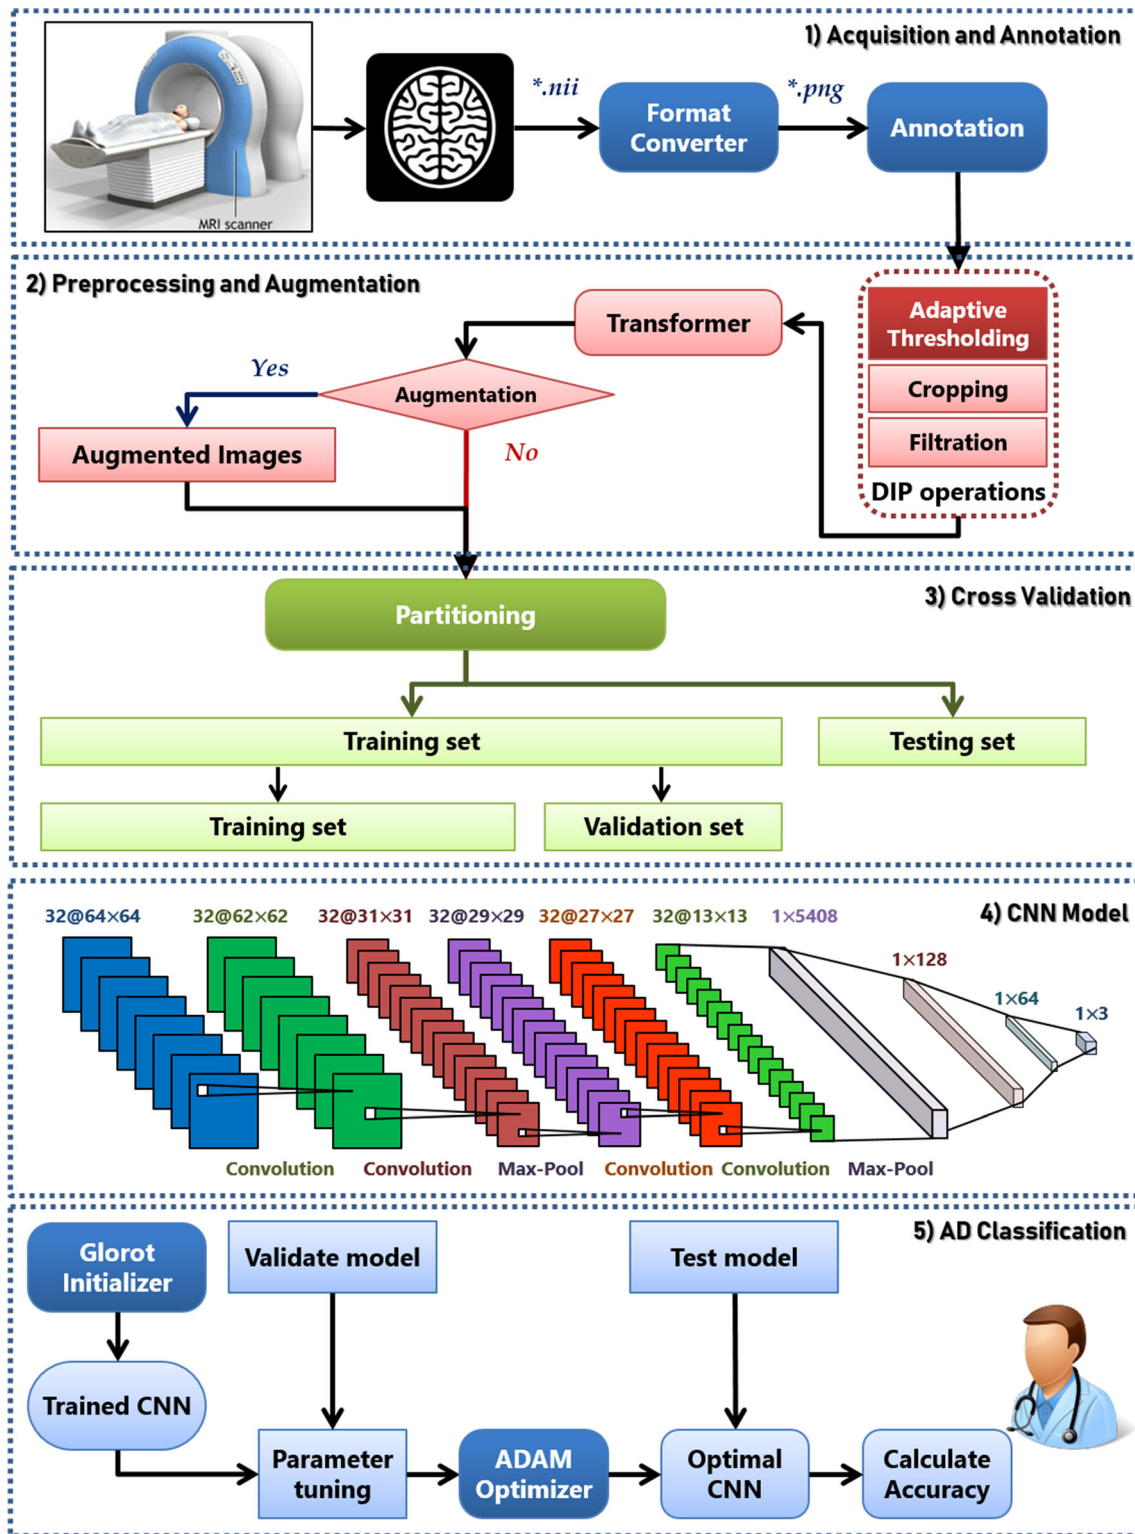 1) Acquisition and Annotation
*.nii
*.png
Format
Converter
Annotation
MRI scanner
2) Preprocessing and Augmentation
Transformer
Adaptive
Thresholding
Cropping
Filtration
DIP operations
Yes
Augmentation
No
Augmented Images
3) Cross Validation
Partitioning
Training set
Testing set
Training set
Validation set
4) CNN Model
32@64×64
32@62×62
32@31×31
32@29×29
32@27×27
32@13×13
1×5408
1×128
1×64
1×3
Convolution
Convolution
Max-Pool
Convolution
Convolution
Max-Pool
5) AD Classification
Glorot
Initializer
Validate model
Test model
Trained CNN
Parameter
tuning
ADAM
Optimizer
Optimal
CNN
Calculate
Accuracy